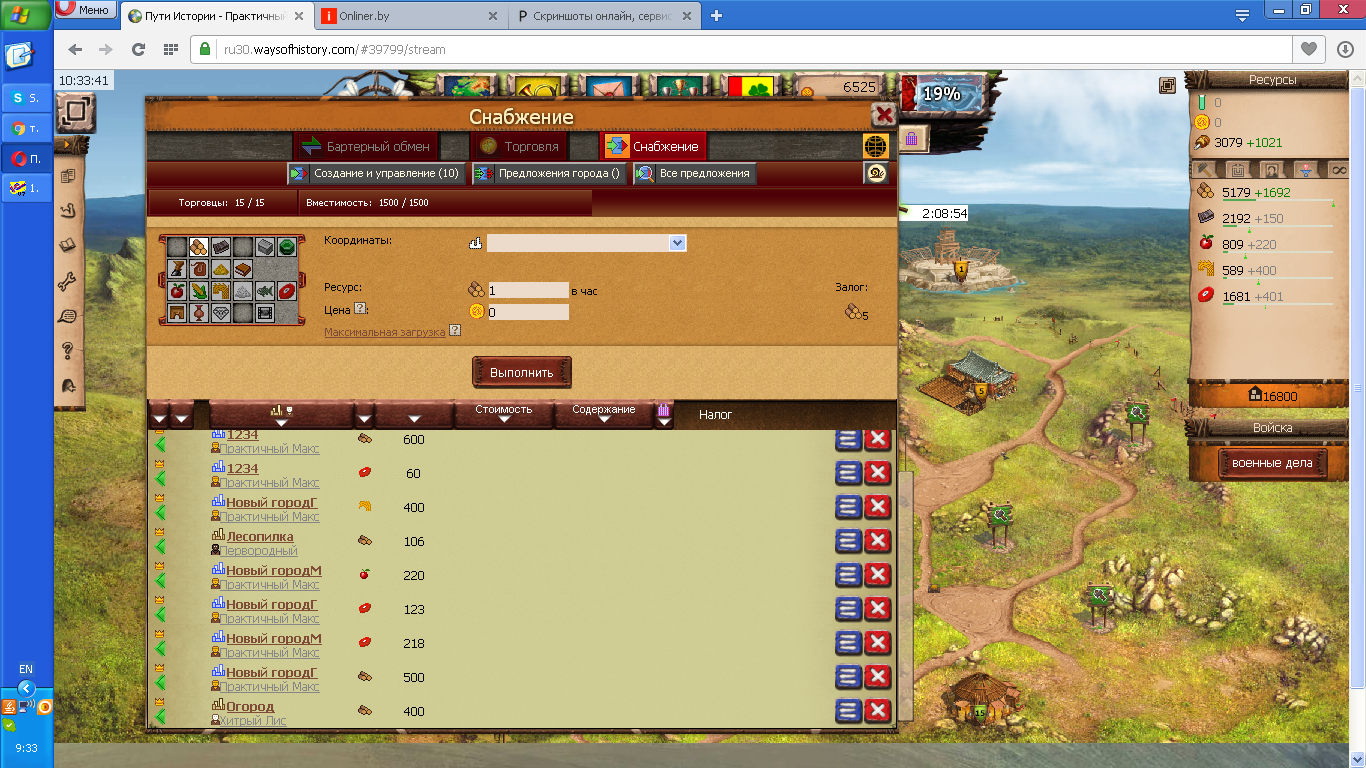 Меню
Пути Истории - Практичный
Onliner.by
Скриншоты онлайн, сервис
ru30.waysofhistory.com/#39799/stream
10:33:41
6525
19%
Ресурсы
0
0
3079 +1021
5179 +1692
2192 +150
809 +220
589 +400
1681 +401
16800
Войска
военные дела
Снабжение
Бартерный обмен
Торговля
Снабжение
Создание и управление (10)
Предложения города ()
Все предложения
Торговцы: 15 / 15
Вместимость: 1500 / 1500
2:08:54
Координаты:
Ресурс:
1
в час
Залог:
Цена ?:
0
5
Максимальная загрузка ?
Выполнить
Стоимость
Содержание
Налог
1234
600
Практичный Макс
1234
60
Практичный Макс
Новый городГ
400
Практичный Макс
Лесопилка
106
Первородный
Новый городМ
220
Практичный Макс
Новый городГ
123
Практичный Макс
Новый городМ
218
Практичный Макс
Новый городГ
500
Практичный Макс
Огород
400
Хитрый Лис
1
5
15
S.
т.
П.
1.
EN
9:33